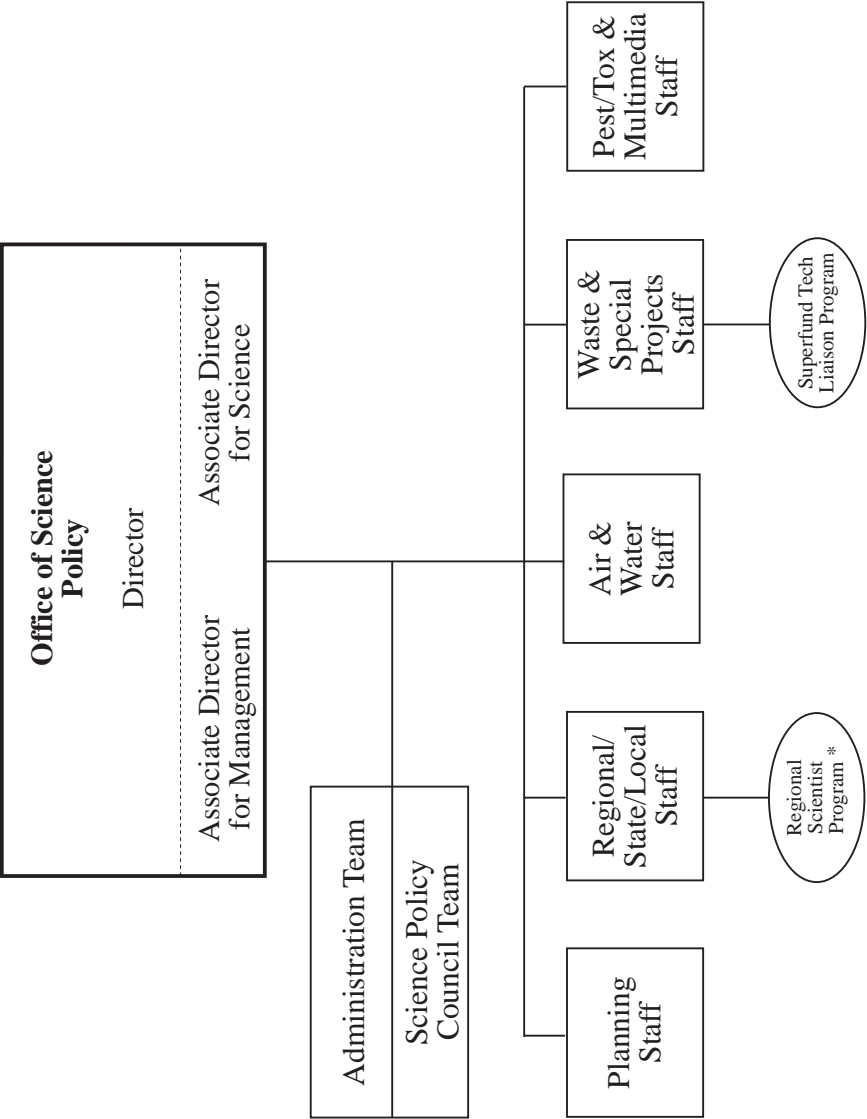 Office of Science
Policy
Director
Associate Director
for Management
Associate Director
for Science
Administration Team
Science Policy
Council Team
Planning
Staff
Regional/
State/Local
Staff
Air &
Water
Staff
Waste &
Special
Projects
Staff
Pest/Tox &
Multimedia
Staff
Regional
Scientist
Program *
Superfund Tech
Liaison Program